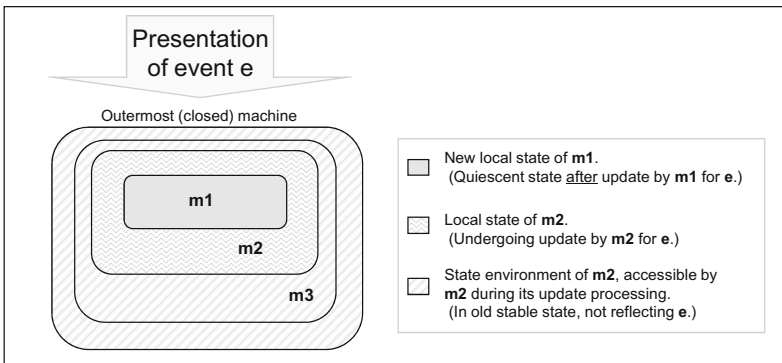 Presentation
of event e
Outermost (closed) machine
m1
m2
m3
New local state of m1.
(Quiescent state after update by m1 for e.)
Local state of m2.
(Undergoing update by m2 for e.)
State environment of m2, accessible by
m2 during its update processing.
(In old stable state, not reflecting e.)